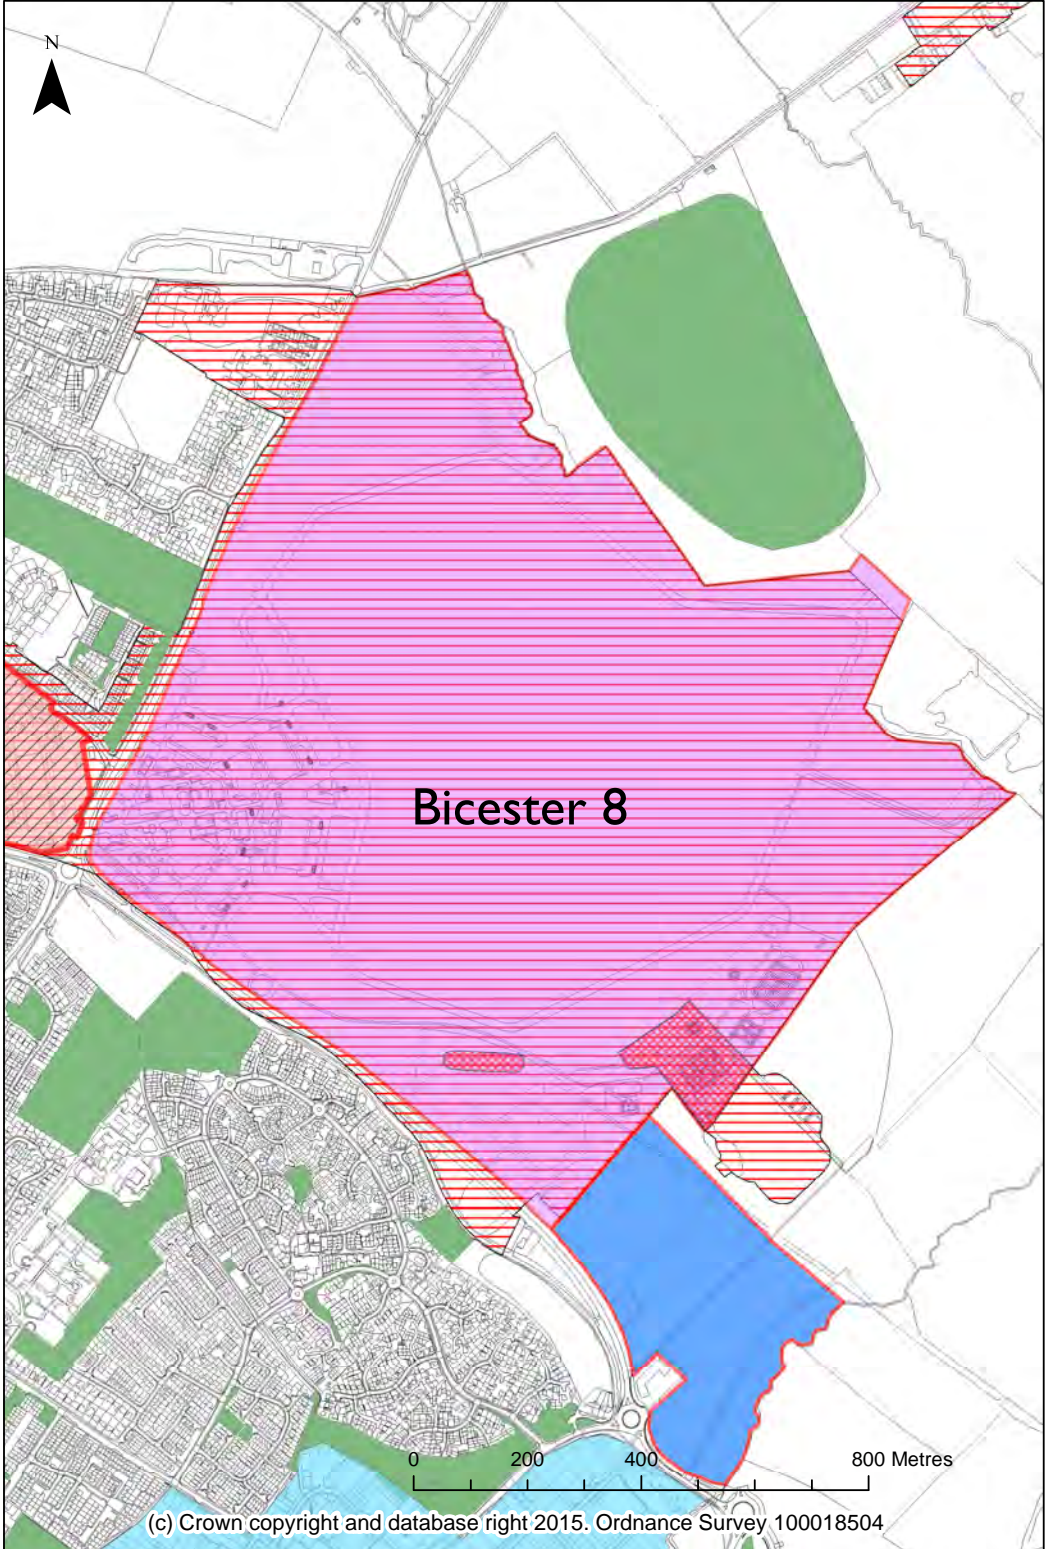 N
Bicester 8
0 200 400 800 Metres
(c) Crown copyright and database right 2015. Ordnance Survey 100018504